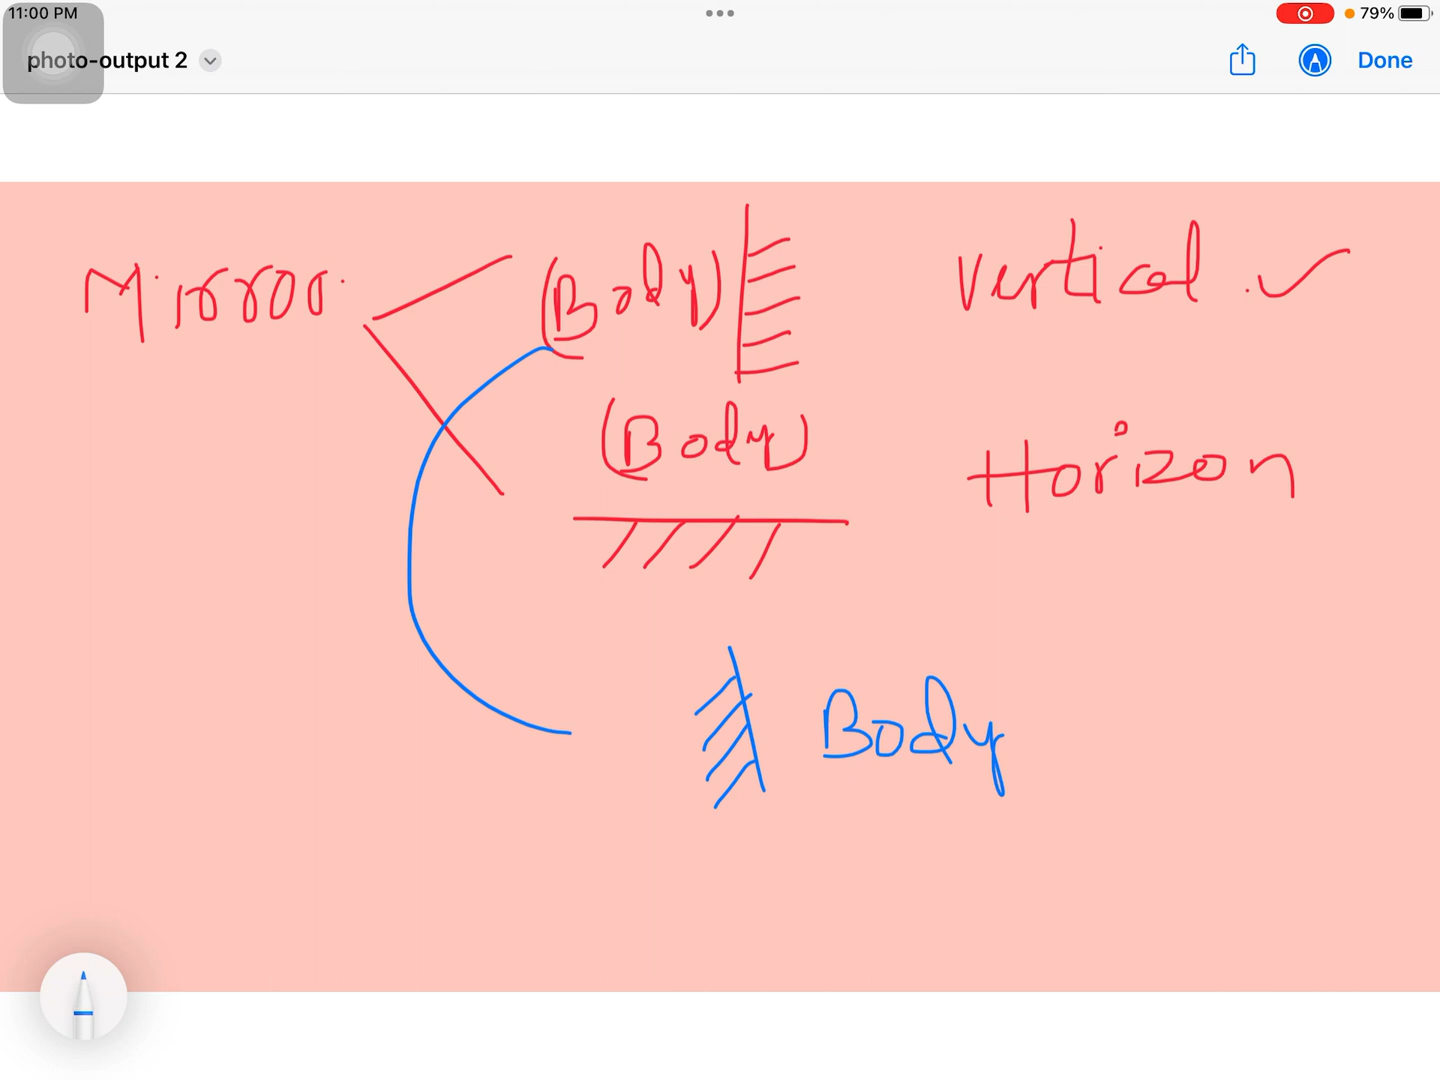 11:00 PM
79%
photo-output 2
Done
Mirror.
(Body)
Vertical.
(Body)
Horizon
Body